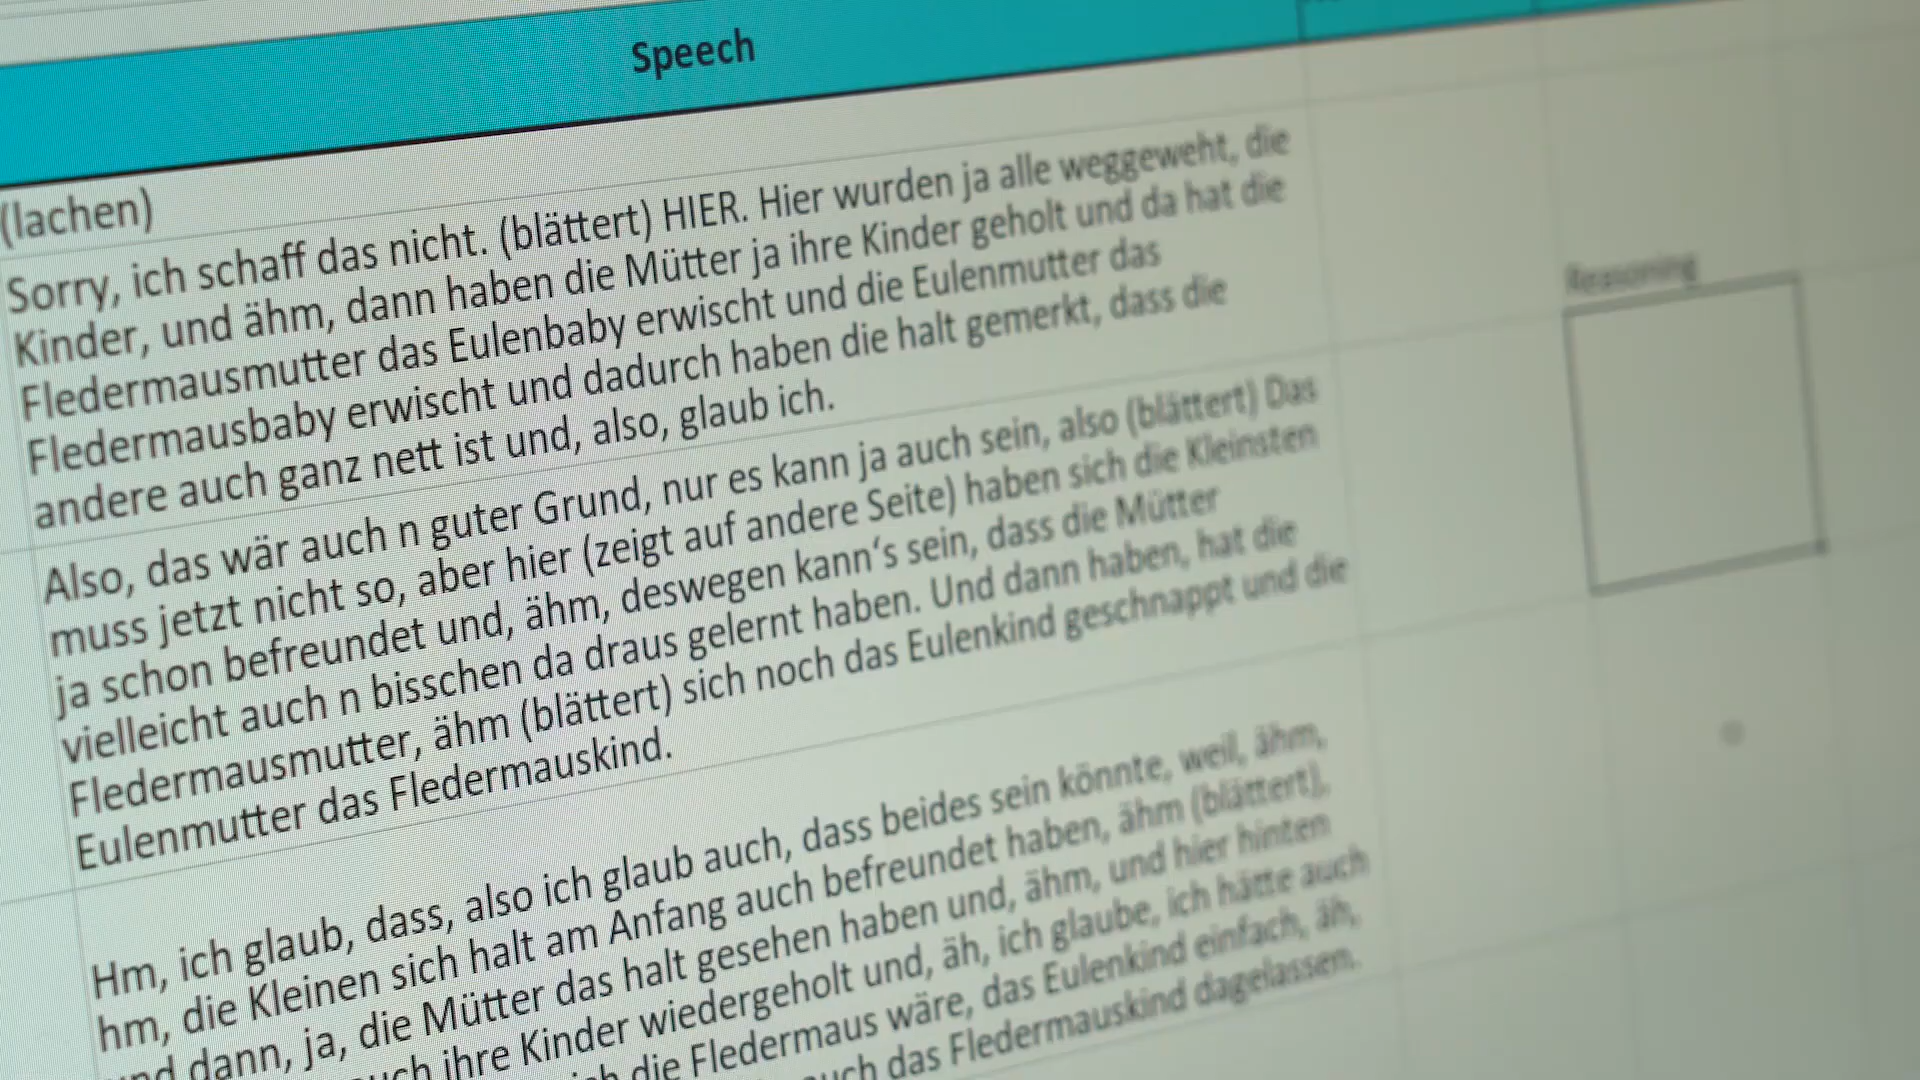 Speech
(lachen)
Sorry, ich schaff das nicht. (blättert) HIER. Hier wurden ja alle weggeweht, die
Kinder, und ähm, dann haben die Mütter ja ihre Kinder geholt und da hat die
Fledermausmutter das Eulenbaby erwischt und die Eulenmutter das
Fledermausbaby erwischt und dadurch haben die halt gemerkt, dass die
andere auch ganz nett ist und, also, glaub ich.
Also, das wär auch n guter Grund, nur es kann ja auch sein, also (blättert) Das
muss jetzt nicht so, aber hier (zeigt auf andere Seite) haben sich die Kleinsten
ja schon befreundet und, ähm, deswegen kann‘s sein, dass die Mütter
vielleicht auch n bisschen da draus gelernt haben. Und dann haben, hat die
Fledermausmutter, ähm (blättert) sich noch das Eulenkind geschnappt und die
Eulenmutter das Fledermauskind.
Reasoning
Hm, ich glaub, dass, also ich glaub auch, dass beides sein könnte, weil, ähm,
hm, die Kleinen sich halt am Anfang auch befreundet haben, ähm (blättert),
dann, ja, die Mütter das halt gesehen haben und, ähm, und hier hinten
ihre Kinder wiedergeholt und, äh, ich glaube, ich hätte auch
die Fledermaus wäre, das Eulenkind einfach, äh,
das Fledermauskind dagelassen.